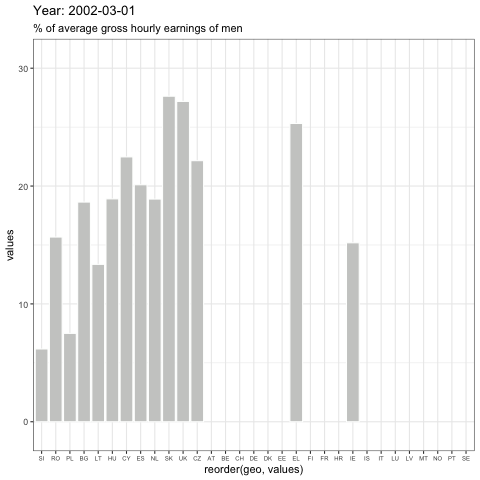 Year: 2002-03-01
% of average gross hourly earnings of men
30
20
10
0
values
SI RO PL BG LT HU CY ES NL SK UK CZ AT BE CH DE DK EE EL FI FR HR IE IS IT LU LV MT NO PT SE
reorder(geo, values)